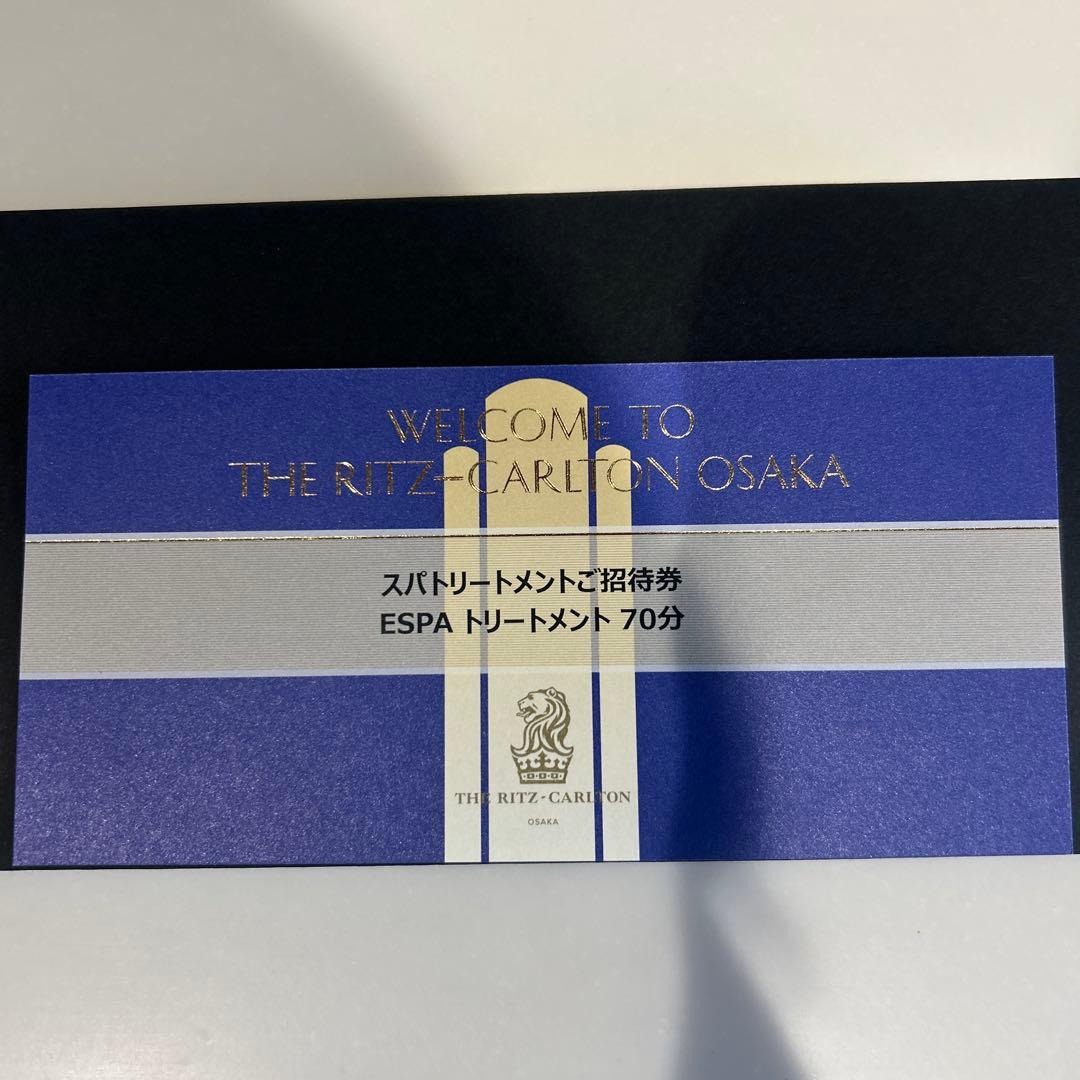 WELCOME TO
THE RITZ-CARLTON OSAKA
スパトリートメントご招待券
ESPA トリートメント 70分
THE RITZ-CARLTON
OSAKA